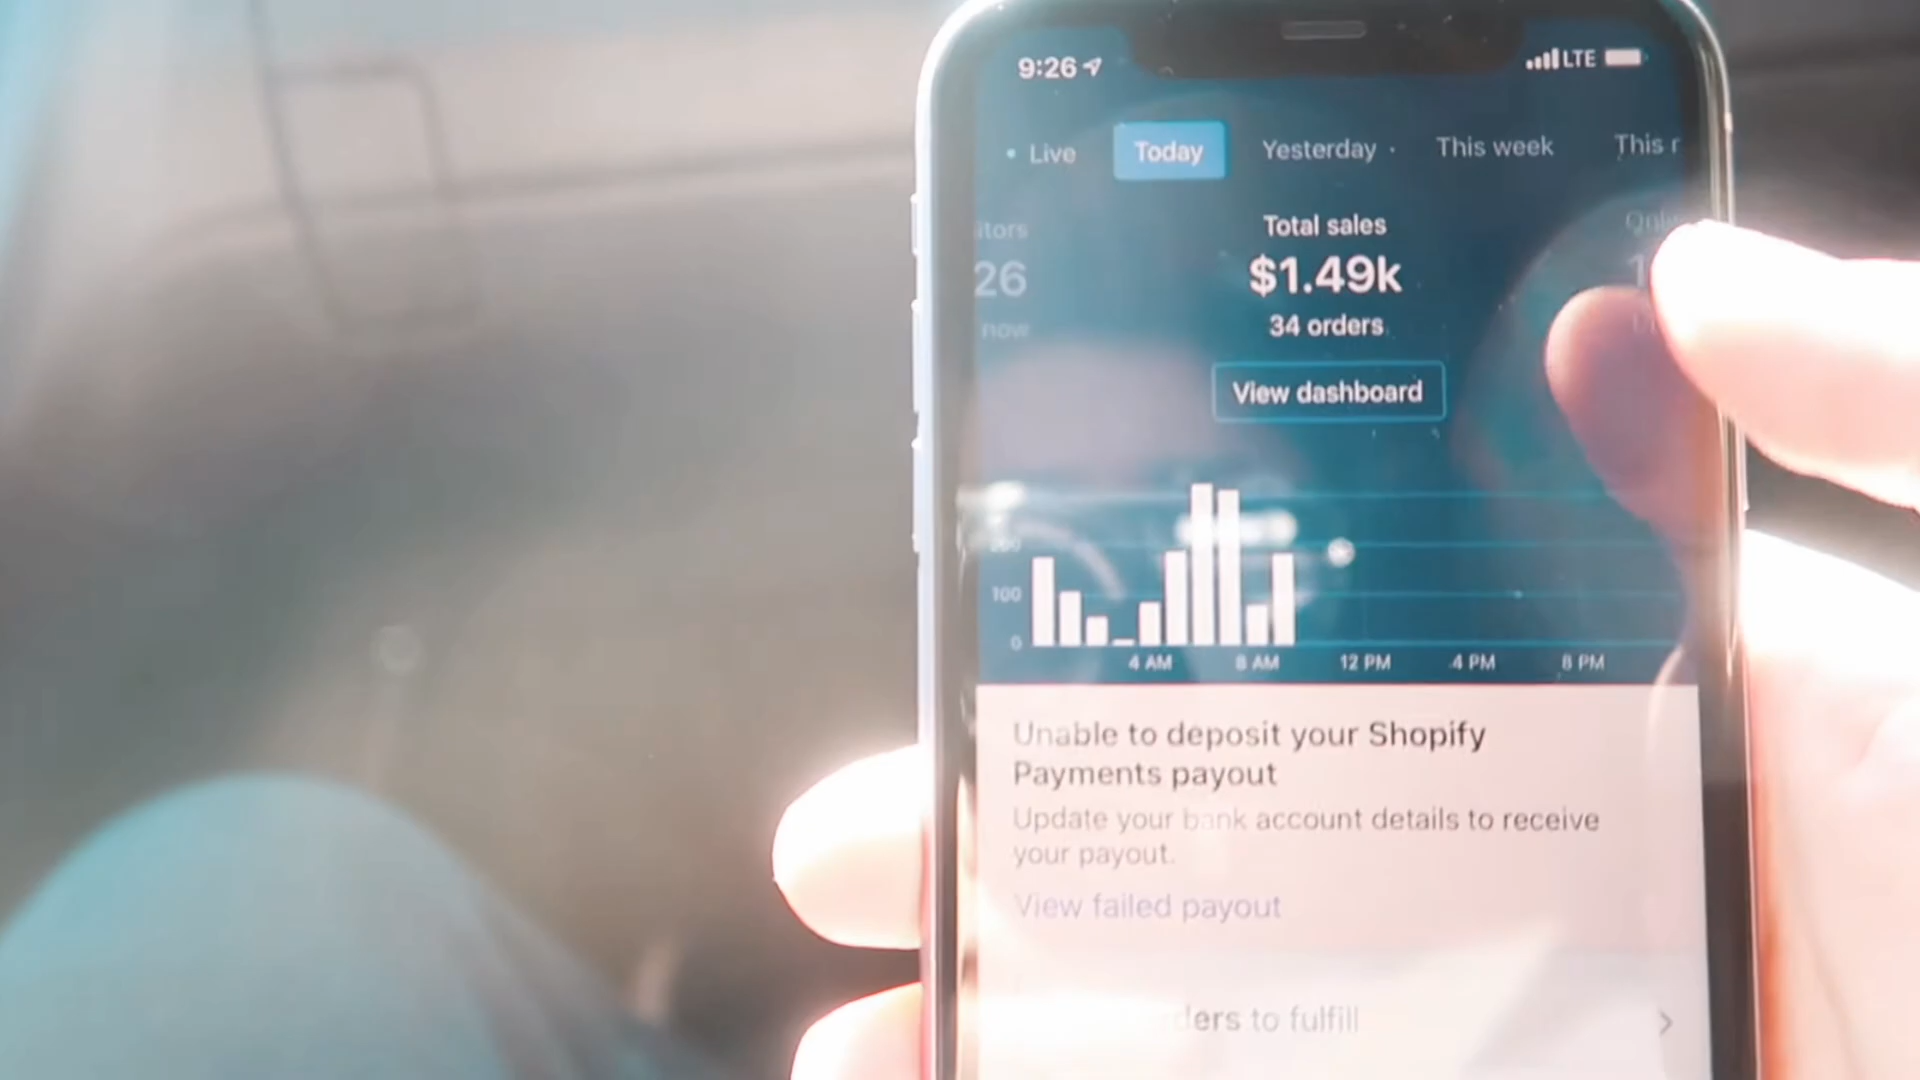 9:26 LTE
Live Today Yesterday · This week This
Total sales
$1.49k
34 orders
26
now
View dashboard
100
0
4 AM 8 AM 12 PM 4 PM 8 PM
Unable to deposit your Shopify
Payments payout
Update your bank account details to receive
your payout.
View failed payout
to fulfill